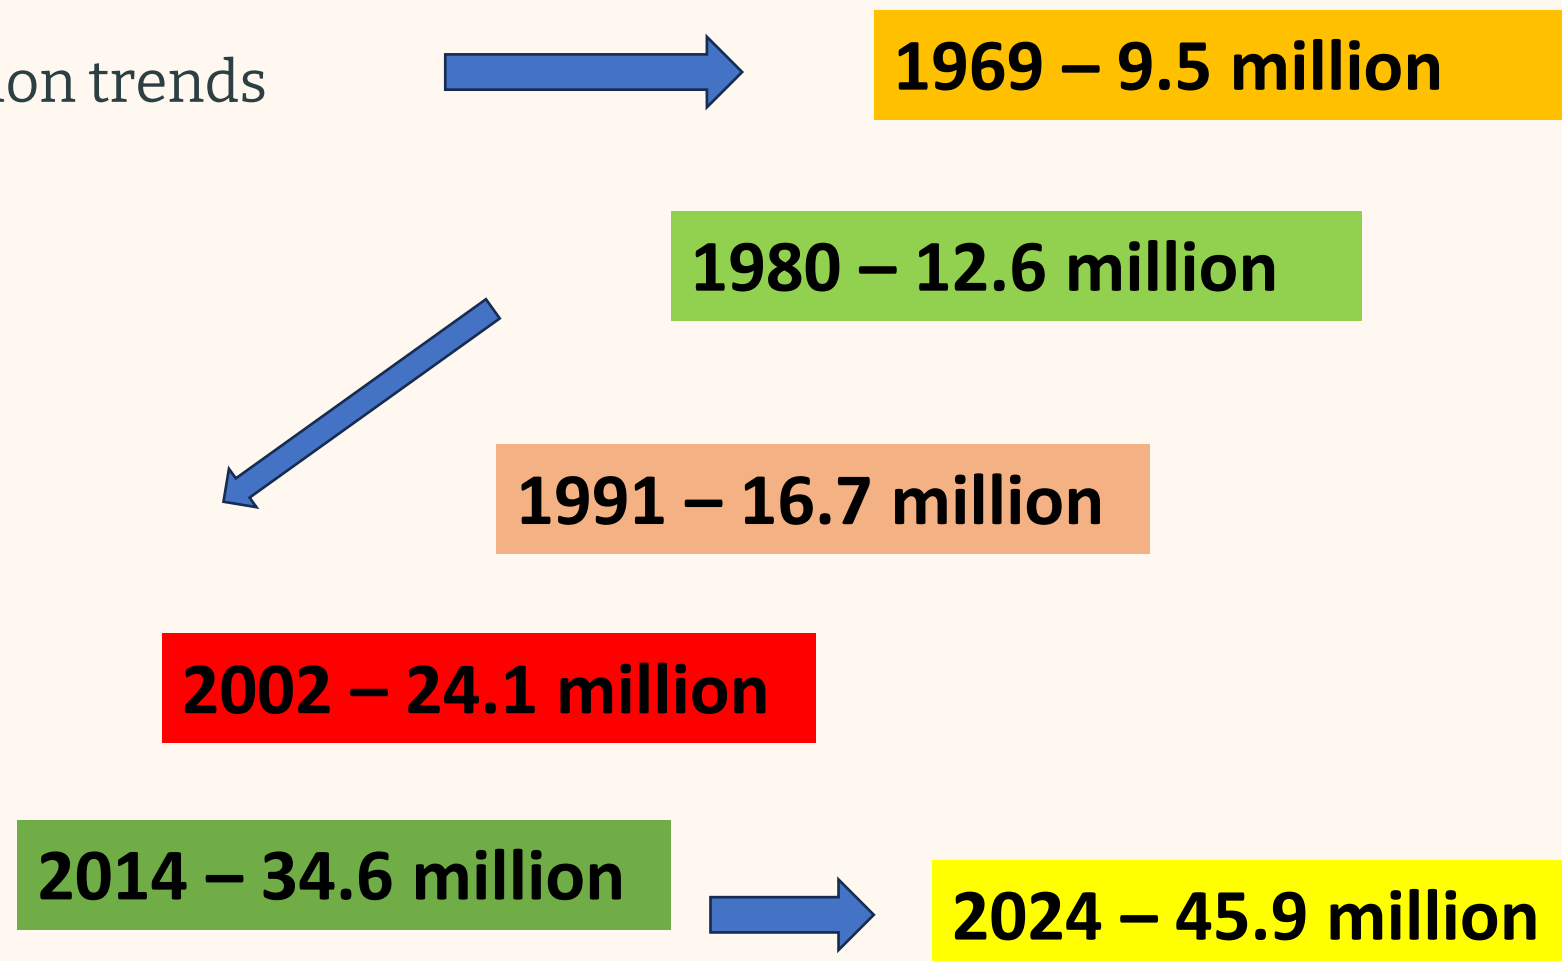 on trends
1969 – 9.5 million
1980 – 12.6 million
1991 – 16.7 million
2002 – 24.1 million
2014 – 34.6 million
2024 – 45.9 million